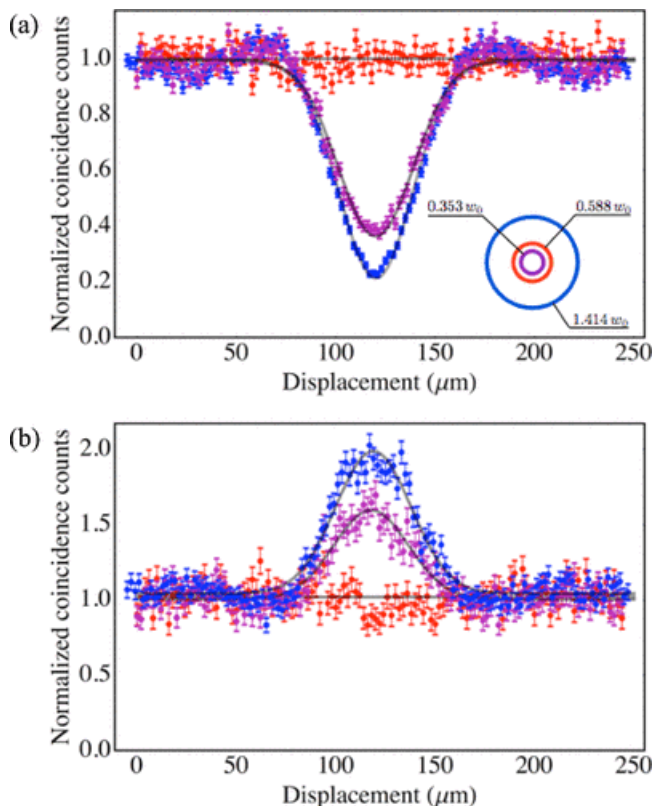 (a)
Normalized coincidence counts
1.0
0.8
0.6
0.4
0.2
0.0
0.353 w₀
0.588 w₀
1.414 w₀
0 50 100 150 200 250
Displacement (μm)
(b)
Normalized coincidence counts
2.0
1.5
1.0
0.5
0.0
0 50 100 150 200 250
Displacement (μm)